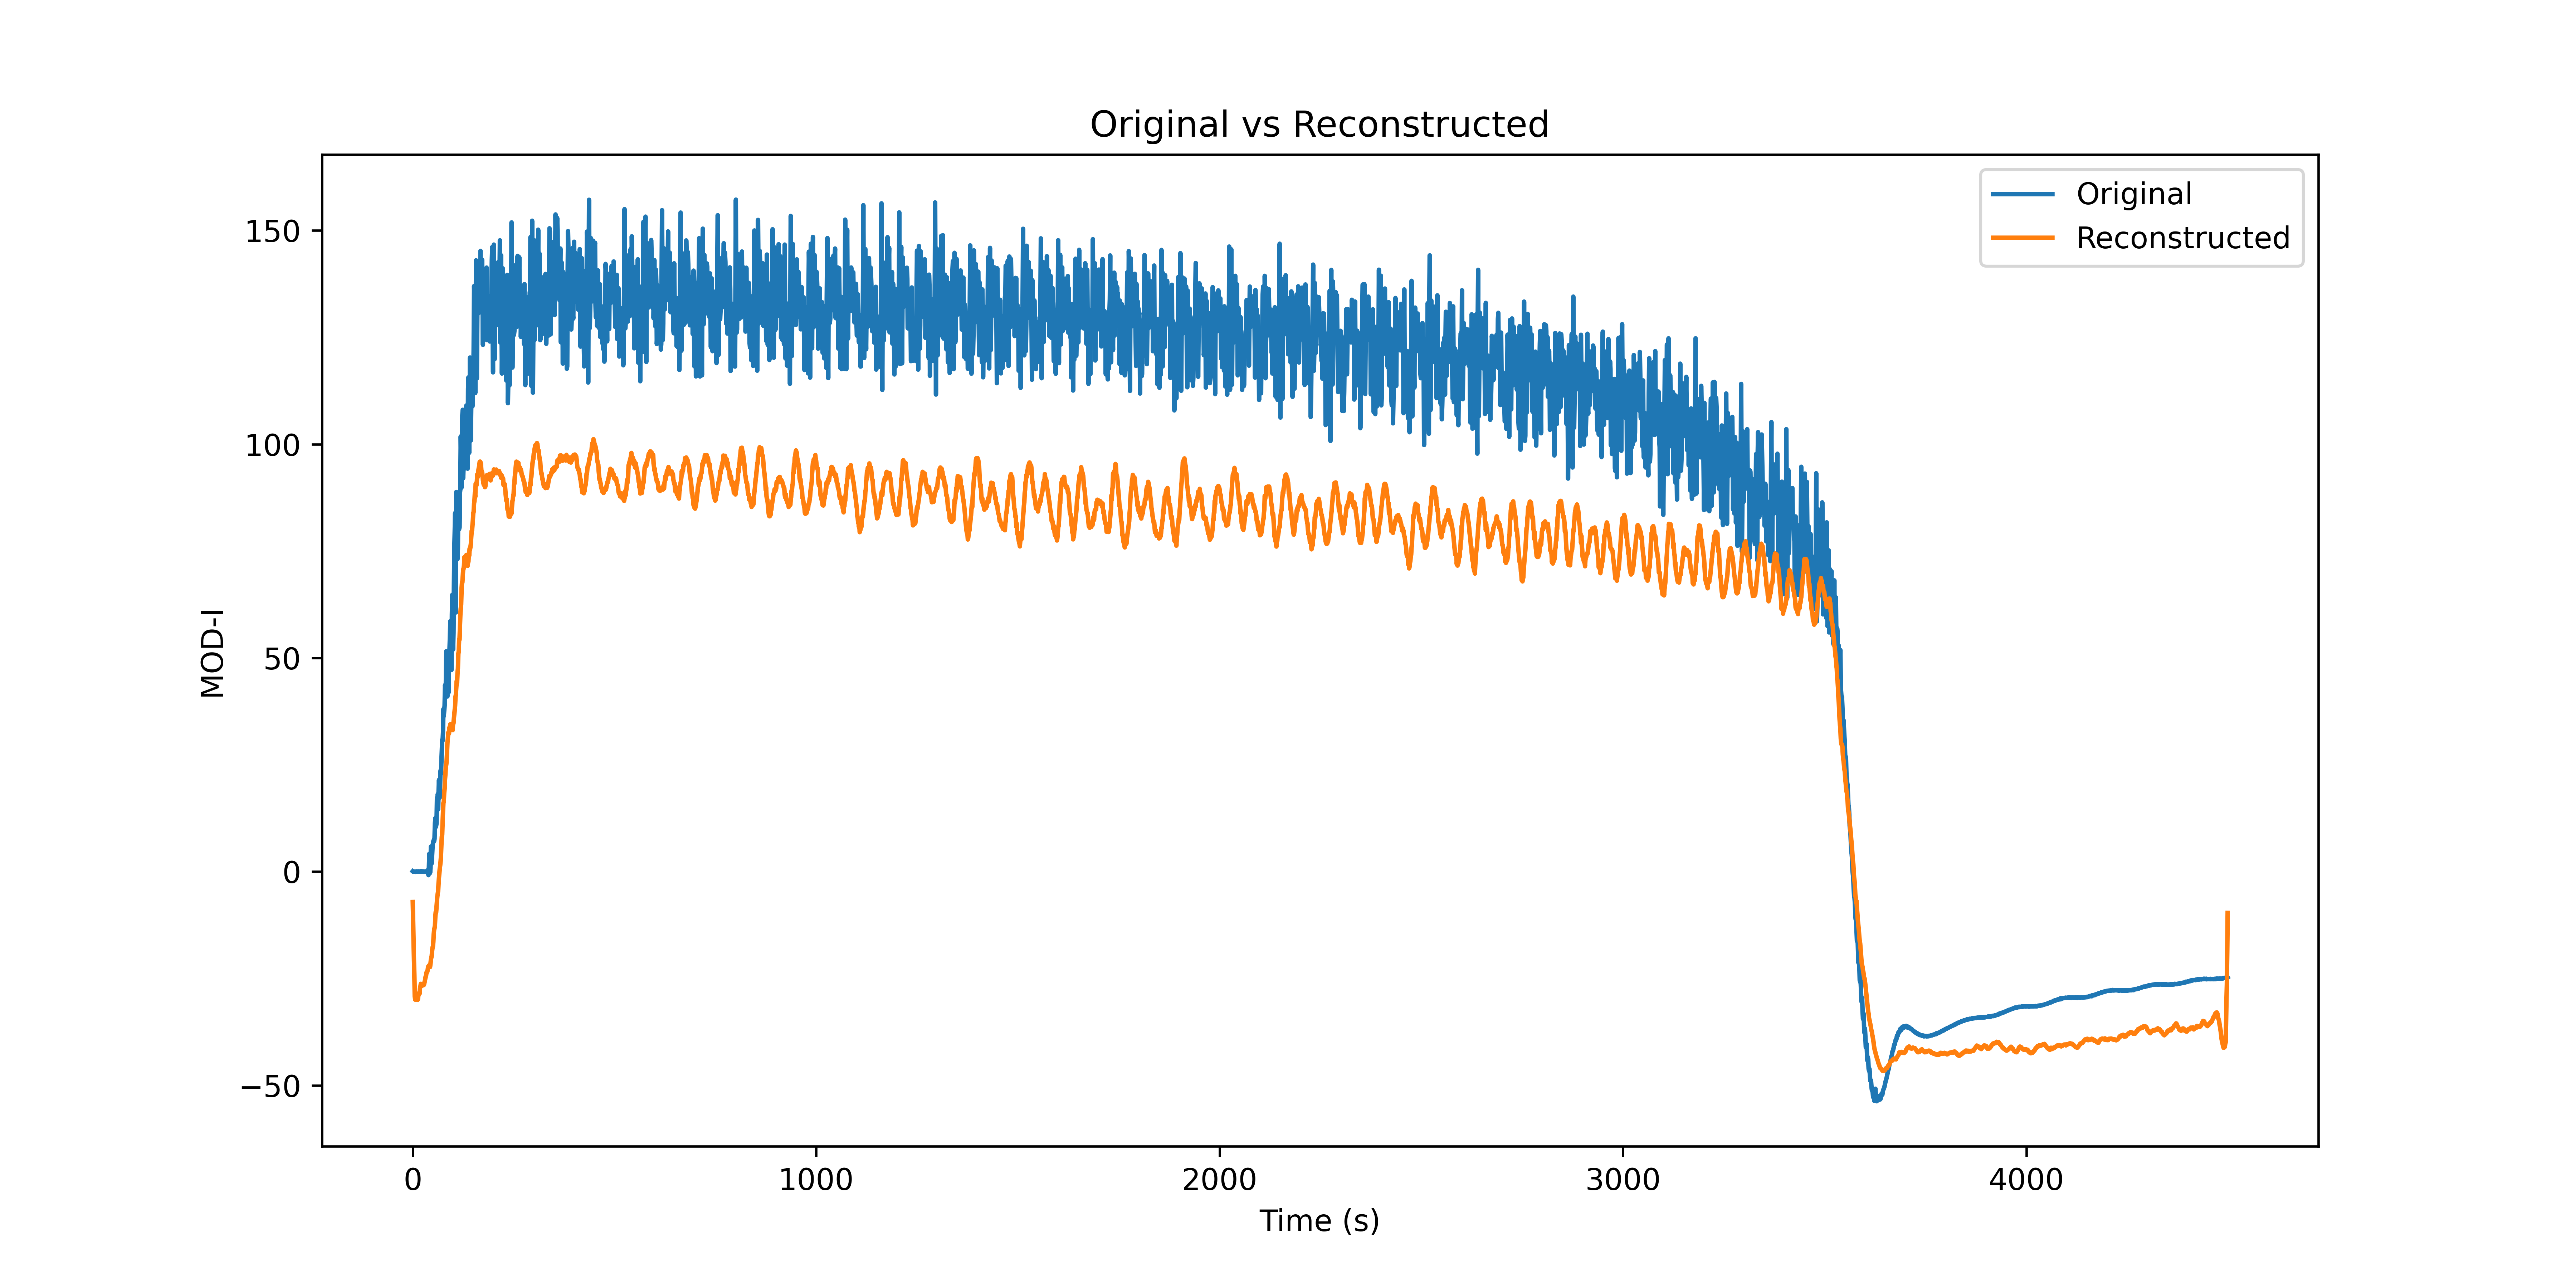 Original vs Reconstructed
Original
Reconstructed
150
100
50
0
−50
MOD-I
0 1000 2000 3000 4000
Time (s)